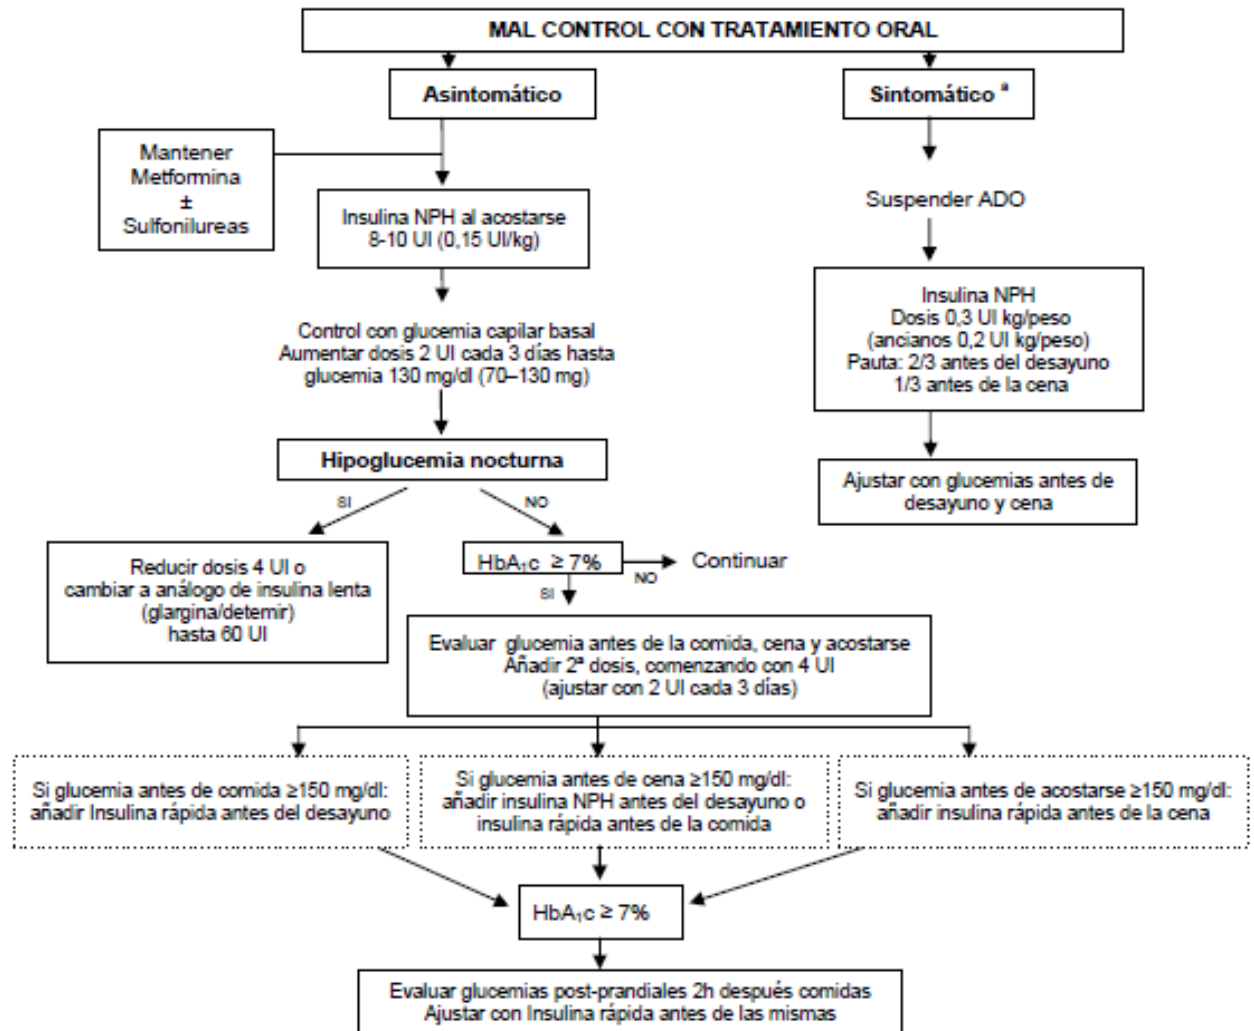 MAL CONTROL CON TRATAMIENTO ORAL
Asintomático
Sintomático ª
Mantener
Metformina
±
Sulfonilureas
Insulina NPH al acostarse
8-10 UI (0,15 UI/kg)
Suspender ADO
Insulina NPH
Dosis 0,3 UI kg/peso
(ancianos 0,2 UI kg/peso)
Pauta: 2/3 antes del desayuno
1/3 antes de la cena
Control con glucemia capilar basal
Aumentar dosis 2 UI cada 3 días hasta
glucemia 130 mg/dl (70–130 mg)
Hipoglucemia nocturna
Ajustar con glucemias antes de
desayuno y cena
SI
NO
Reducir dosis 4 UI o
cambiar a análogo de insulina lenta
(glargina/detemir)
hasta 60 UI
HbA₁c ≥ 7%
NO
Continuar
SI
Evaluar glucemia antes de la comida, cena y acostarse
Añadir 2ª dosis, comenzando con 4 UI
(ajustar con 2 UI cada 3 días)
Si glucemia antes de comida ≥150 mg/dl:
añadir Insulina rápida antes del desayuno
Si glucemia antes de cena ≥150 mg/dl:
añadir insulina NPH antes del desayuno o
insulina rápida antes de la comida
Si glucemia antes de acostarse ≥150 mg/dl:
añadir insulina rápida antes de la cena
HbA₁c ≥ 7%
Evaluar glucemias post-prandiales 2h después comidas
Ajustar con Insulina rápida antes de las mismas